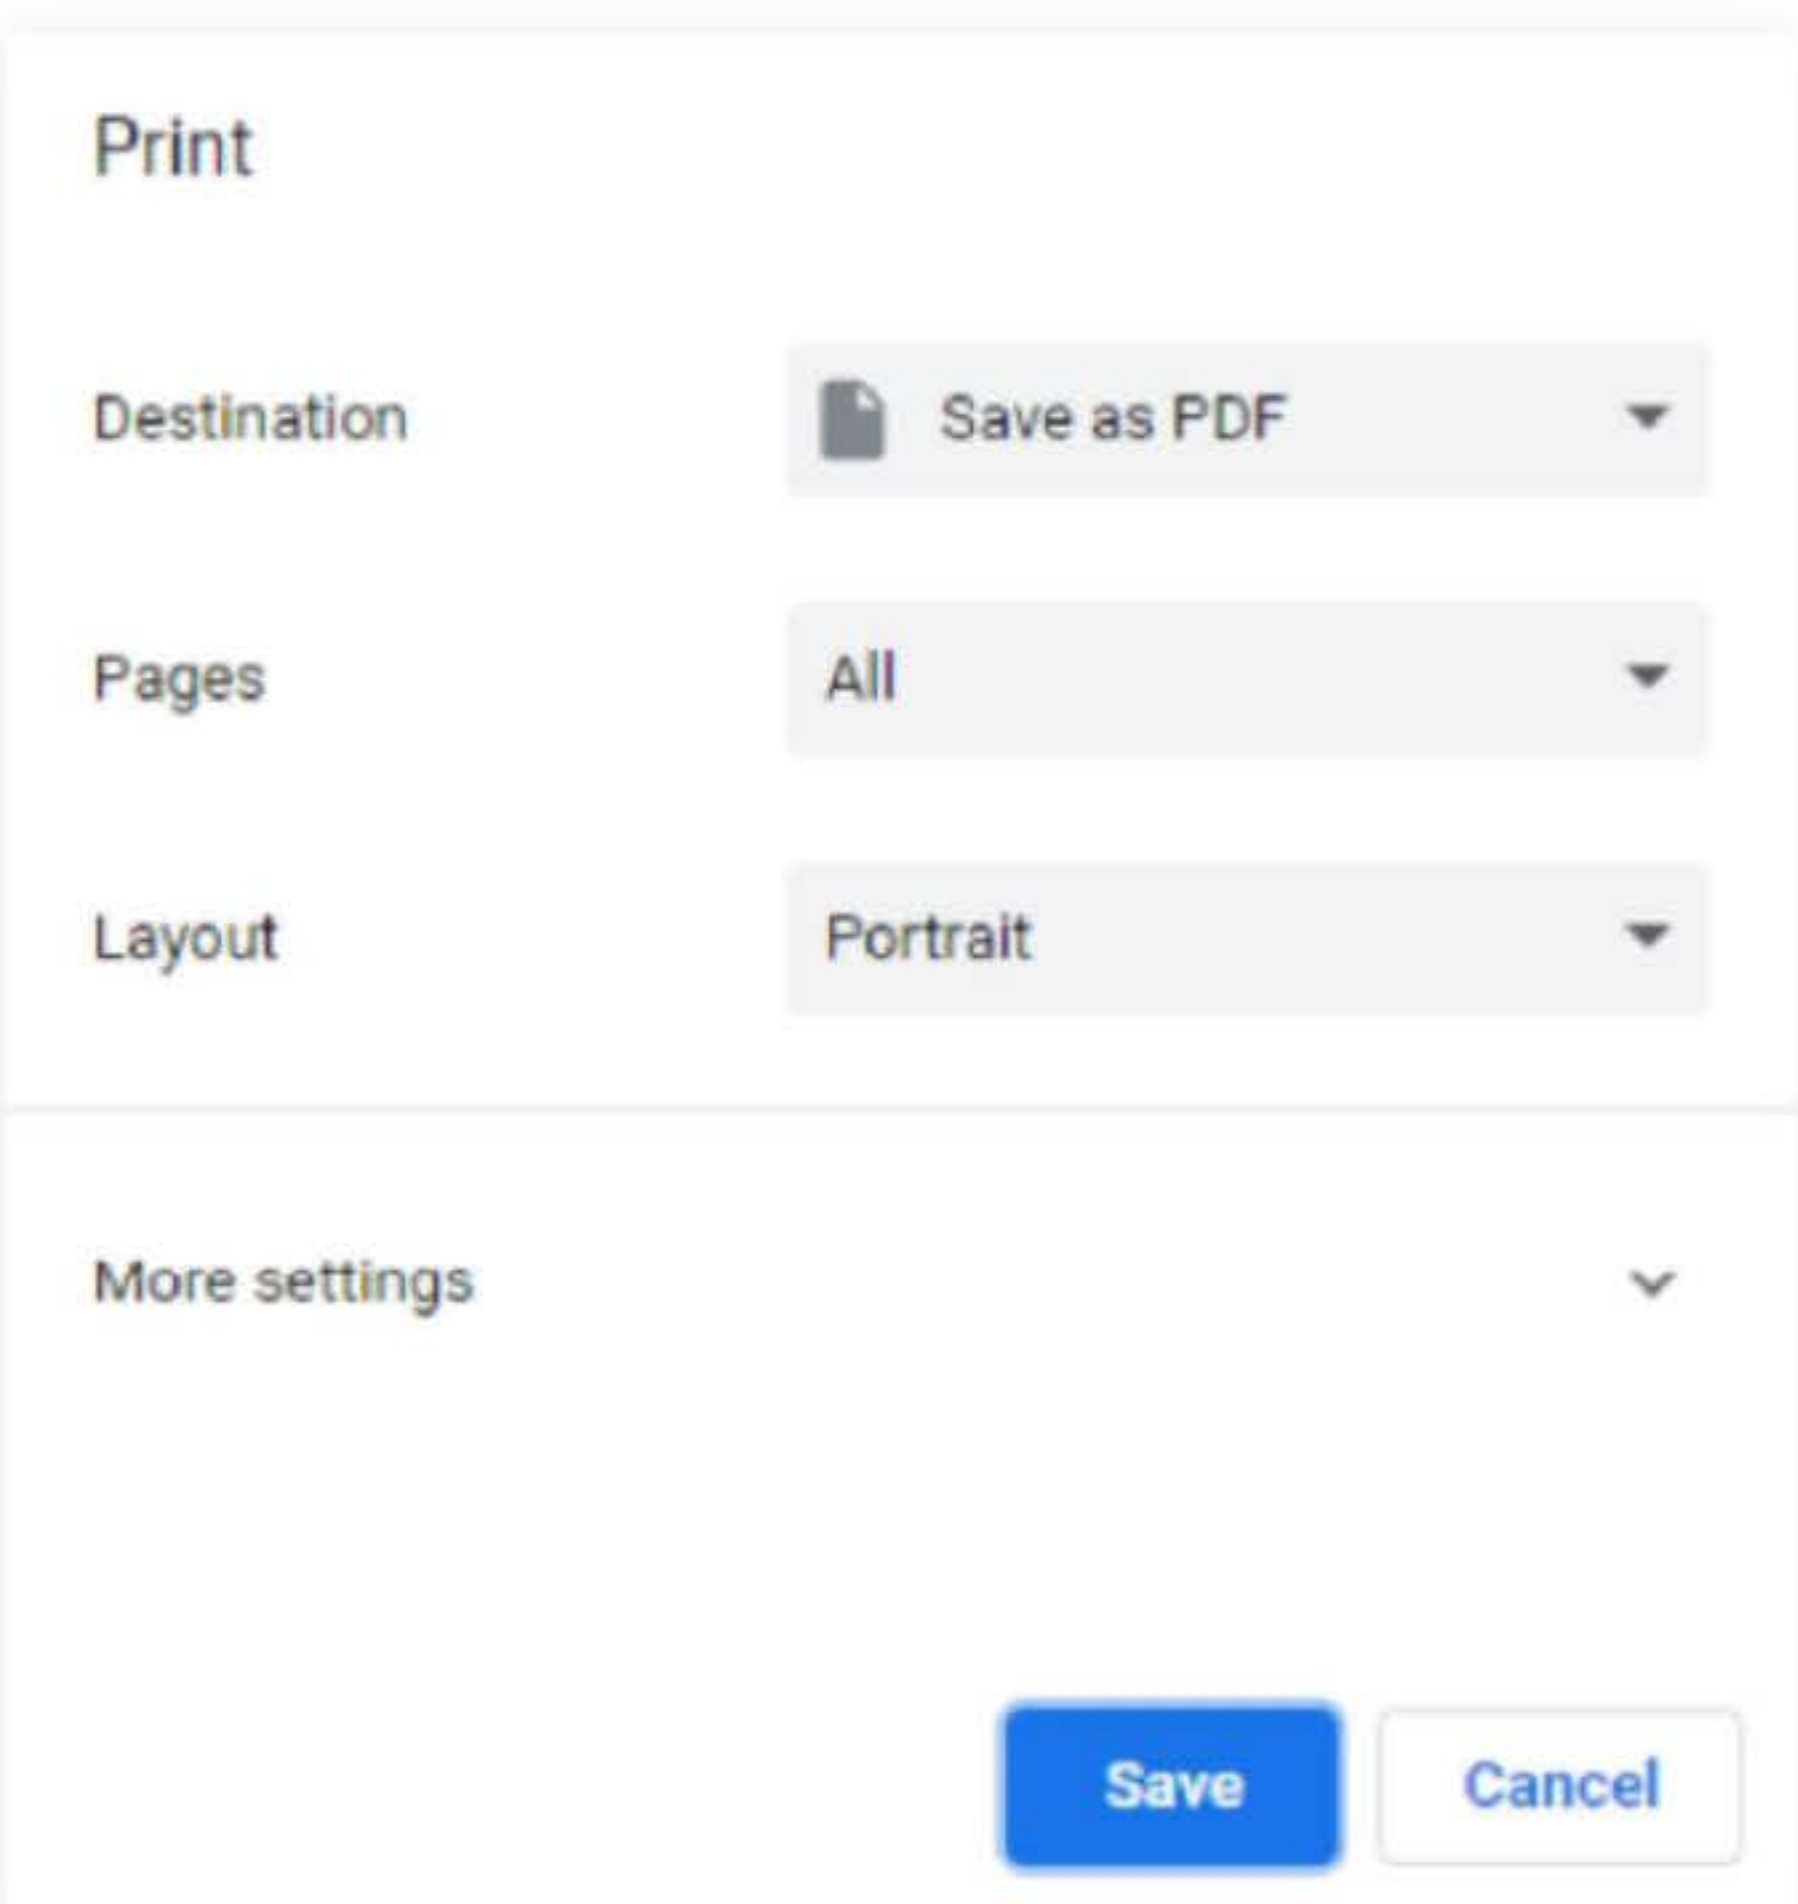 Print
Destination Save as PDF
Pages All
Layout Portrait
More settings
Save Cancel